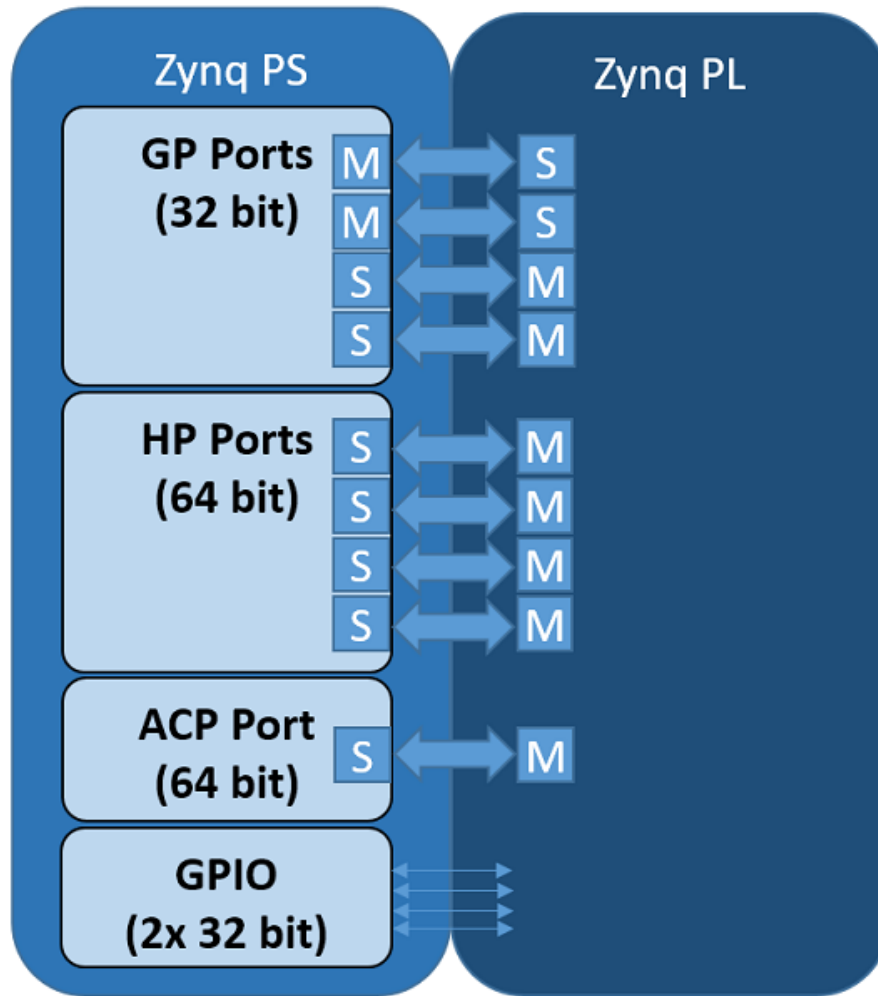 Zynq PS
Zynq PL
GP Ports
(32 bit)
M
S
M
S
S
M
S
M
HP Ports
(64 bit)
S
M
S
M
S
M
S
M
ACP Port
(64 bit)
S
M
GPIO
(2x 32 bit)